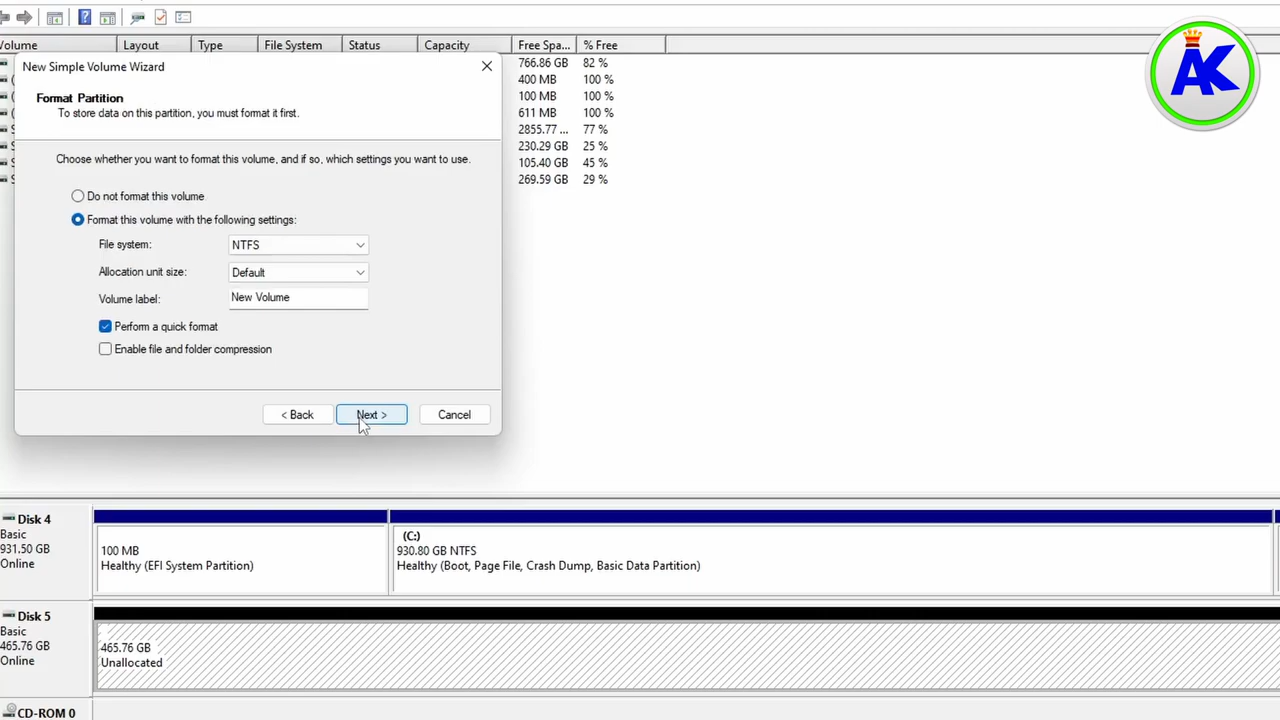 Volume Layout Type File System Status Capacity Free Spa... % Free
New Simple Volume Wizard
766.86 GB 82 %
400 MB 100 %
100 MB 100 %
611 MB 100 %
2855.77 ... 77 %
230.29 GB 25 %
105.40 GB 45 %
269.59 GB 29 %
AK
Format Partition
To store data on this partition, you must format it first.
Choose whether you want to format this volume, and if so, which settings you want to use.
Do not format this volume
Format this volume with the following settings:
File system: NTFS
Allocation unit size: Default
Volume label: New Volume
Perform a quick format
Enable file and folder compression
< Back Next > Cancel
Disk 4
Basic
931.50 GB
Online
100 MB
Healthy (EFI System Partition)
(C:)
930.80 GB NTFS
Healthy (Boot, Page File, Crash Dump, Basic Data Partition)
Disk 5
Basic
465.76 GB
Online
465.76 GB
Unallocated
CD-ROM 0